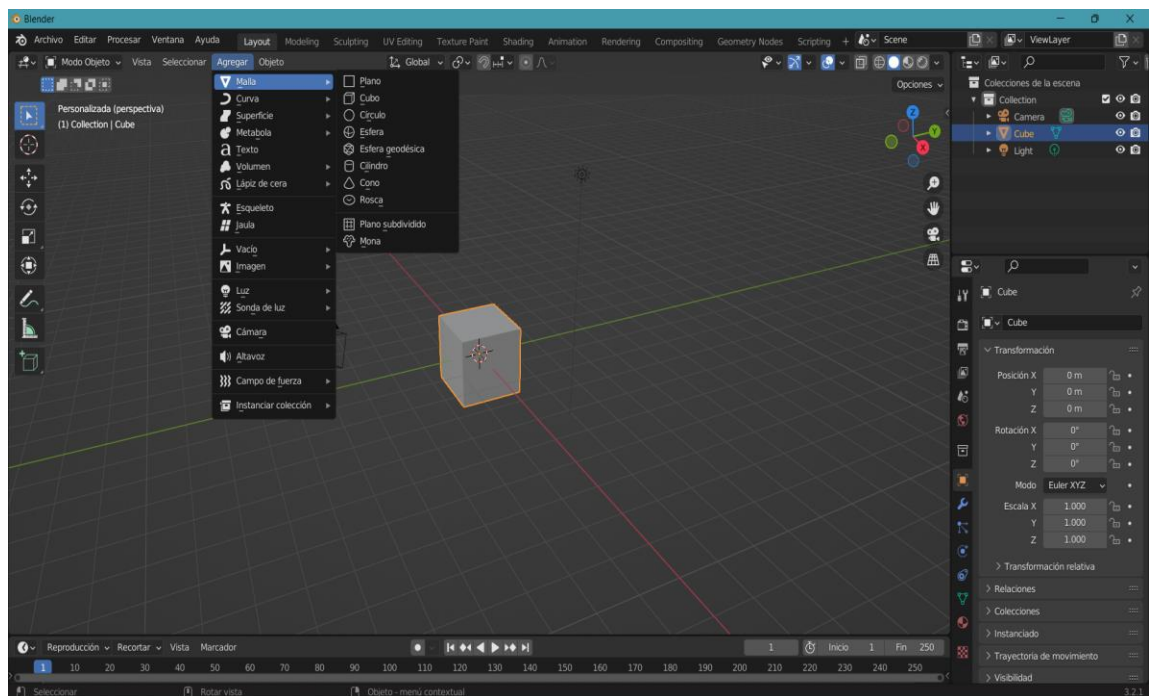 Blender
Archivo Editar Procesar Ventana Ayuda Layout Modeling Sculpting UV Editing Texture Paint Shading Animation Rendering Compositing Geometry Nodes Scripting + Scene ViewLayer
Modo Objeto Vista Seleccionar Agregar Objeto Global
Opciones
Personalizada (perspectiva)
(1) Collection | Cube
Malla
Curva
Superficie
Metabola
Texto
Volumen
Lápiz de cera
Esqueleto
Jaula
Vacío
Imagen
Luz
Sonda de luz
Cámara
Altavoz
Campo de fuerza
Instanciar colección
Plano
Cubo
Círculo
Esfera
Esfera geodésica
Cilindro
Cono
Rosca
Plano subdividido
Mona
Z
Y
X
Colecciones de la escena
Collection
Camera
Cube
Light
Cube
Cube
Transformación
Posición X 0 m
Y 0 m
Z 0 m
Rotación X 0°
Y 0°
Z 0°
Modo Euler XYZ
Escala X 1.000
Y 1.000
Z 1.000
Transformación relativa
Relaciones
Colecciones
Instanciado
Trayectoria de movimiento
Visibilidad
Reproducción Recortar Vista Marcador 1 Inicio 1 Fin 250
1 10 20 30 40 50 60 70 80 90 100 110 120 130 140 150 160 170 180 190 200 210 220 230 240 250
Seleccionar Rotar vista Objeto - menú contextual 3.2.1